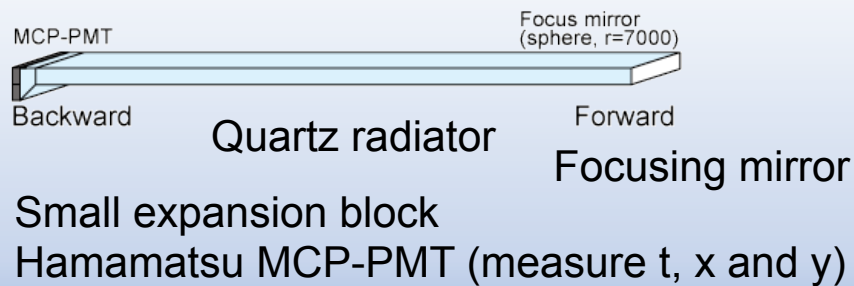 MCP-PMT
Focus mirror
(sphere, r=7000)
Backward
Forward
Quartz radiator
Focusing mirror
Small expansion block
Hamamatsu MCP-PMT (measure t, x and y)